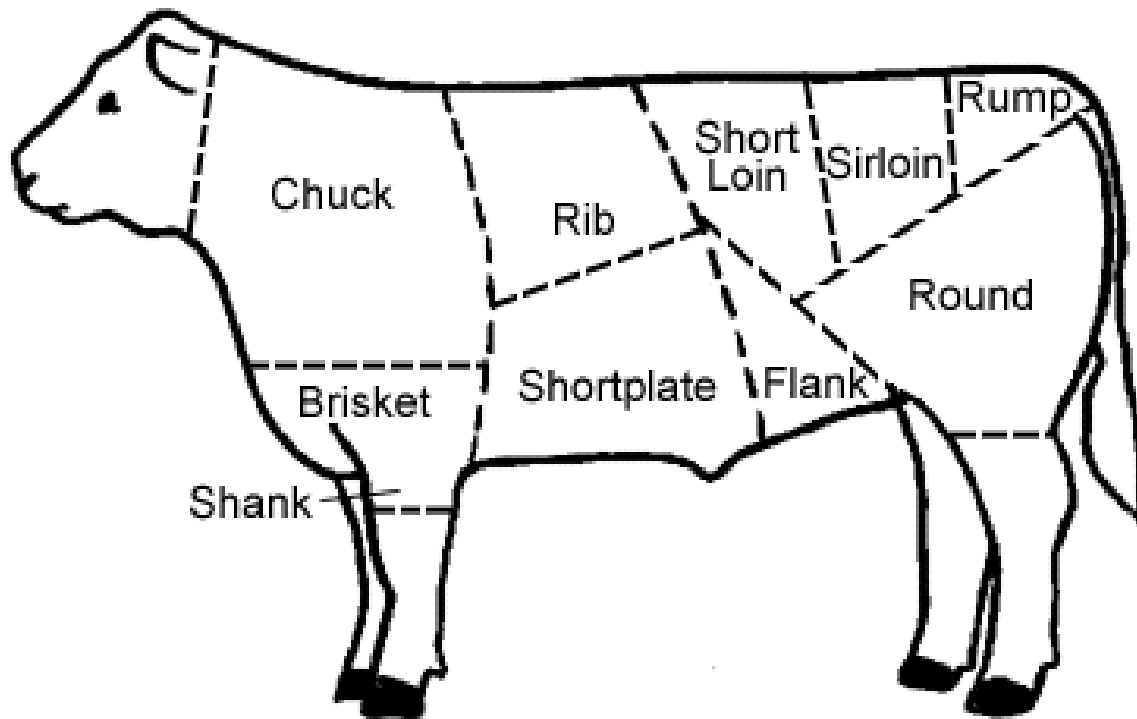 Rump
Short
Loin
Sirloin
Chuck
Rib
Round
Shortplate
Flank
Brisket
Shank